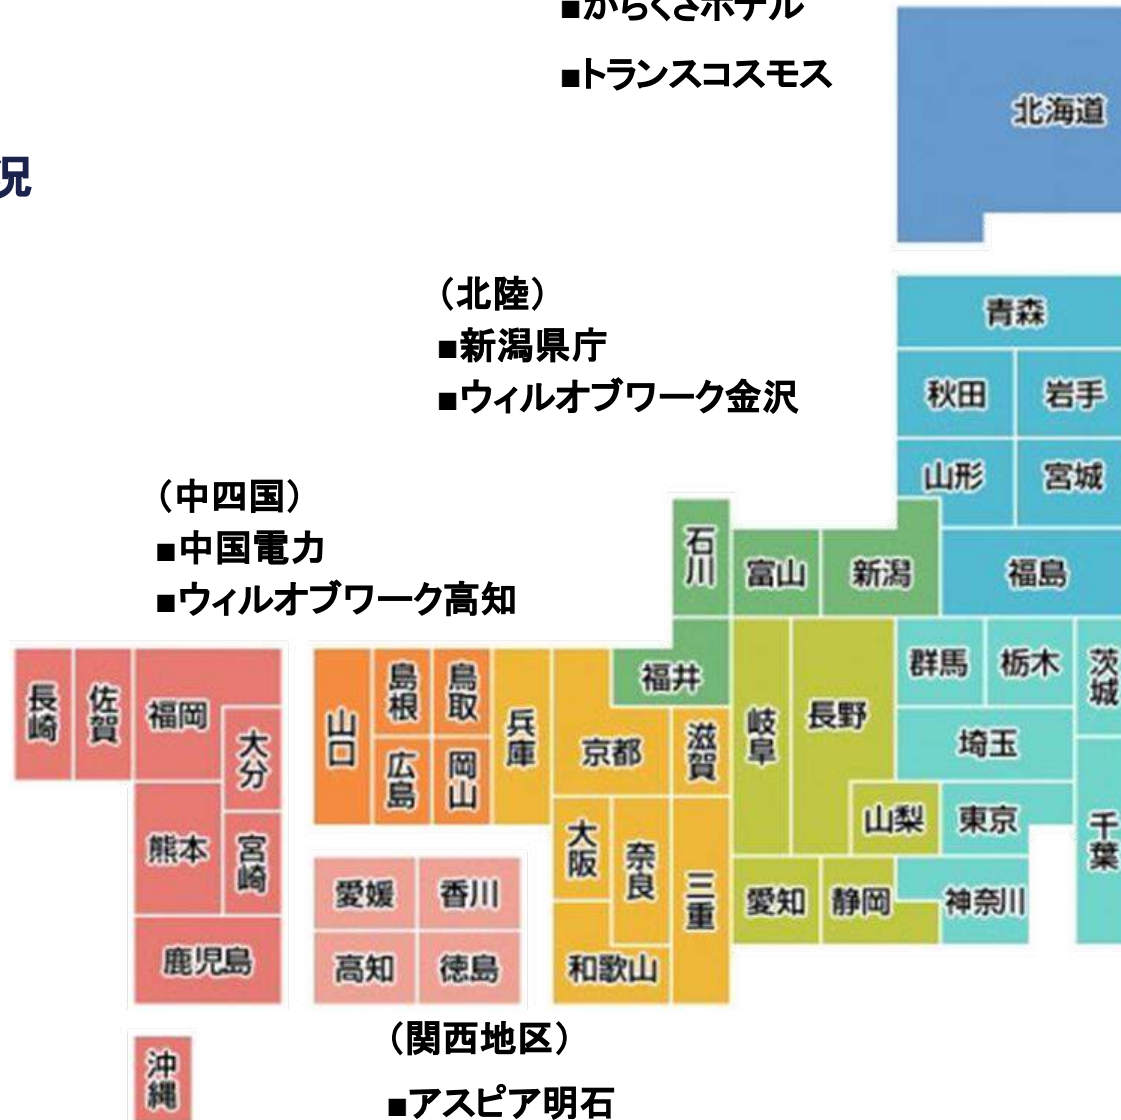 ■からくさホテル
■トランスコスモス
北海道
況
（北陸）
■新潟県庁
■ウィルオブワーク金沢
青森
秋田
岩手
山形
宮城
（中四国）
■中国電力
■ウィルオブワーク高知
石川
富山
新潟
福島
長崎
佐賀
福岡
大分
熊本
宮崎
鹿児島
沖縄
山口
島根
鳥取
広島
岡山
兵庫
京都
福井
滋賀
大阪
奈良
三重
和歌山
愛媛
香川
高知
徳島
岐阜
長野
山梨
愛知
静岡
群馬
栃木
茨城
埼玉
東京
千葉
神奈川
（関西地区）
■アスピア明石